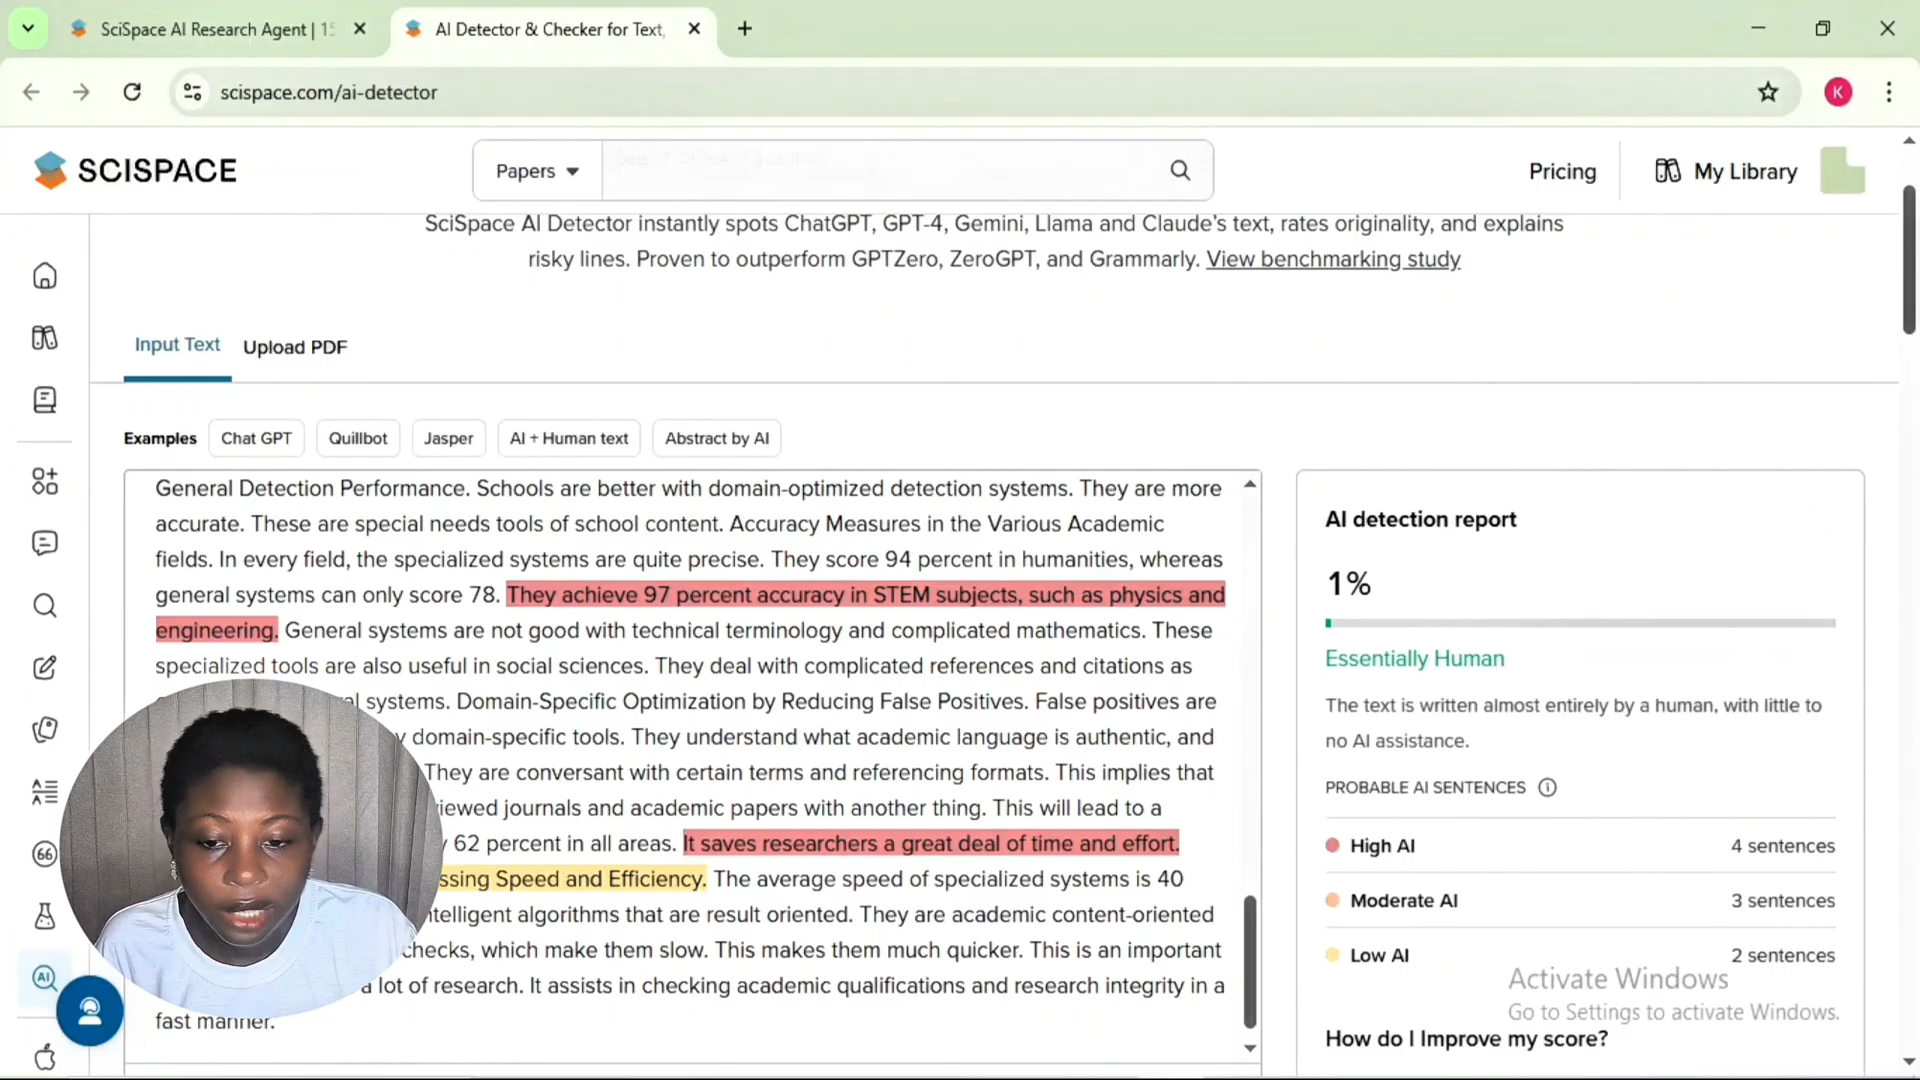 SciSpace AI Research Agent | 15
AI Detector & Checker for Text,
scispace.com/ai-detector
K
SCISPACE
Papers
Pricing
My Library
SciSpace AI Detector instantly spots ChatGPT, GPT-4, Gemini, Llama and Claude's text, rates originality, and explains
risky lines. Proven to outperform GPTZero, ZeroGPT, and Grammarly. View benchmarking study
Input Text
Upload PDF
Examples
Chat GPT
Quillbot
Jasper
AI + Human text
Abstract by AI
General Detection Performance. Schools are better with domain-optimized detection systems. They are more
accurate. These are special needs tools of school content. Accuracy Measures in the Various Academic
fields. In every field, the specialized systems are quite precise. They score 94 percent in humanities, whereas
general systems can only score 78. They achieve 97 percent accuracy in STEM subjects, such as physics and
engineering. General systems are not good with technical terminology and complicated mathematics. These
specialized tools are also useful in social sciences. They deal with complicated references and citations as
systems. Domain-Specific Optimization by Reducing False Positives. False positives are
domain-specific tools. They understand what academic language is authentic, and
They are conversant with certain terms and referencing formats. This implies that
journals and academic papers with another thing. This will lead to a
62 percent in all areas. It saves researchers a great deal of time and effort.
ssing Speed and Efficiency. The average speed of specialized systems is 40
ntelligent algorithms that are result oriented. They are academic content-oriented
checks, which make them slow. This makes them much quicker. This is an important
a lot of research. It assists in checking academic qualifications and research integrity in a
fast manner.
AI detection report
1%
Essentially Human
The text is written almost entirely by a human, with little to
no AI assistance.
PROBABLE AI SENTENCES
High AI
4 sentences
Moderate AI
3 sentences
Low AI
2 sentences
Activate Windows
Go to Settings to activate Windows.
How do I Improve my score?
66
AI